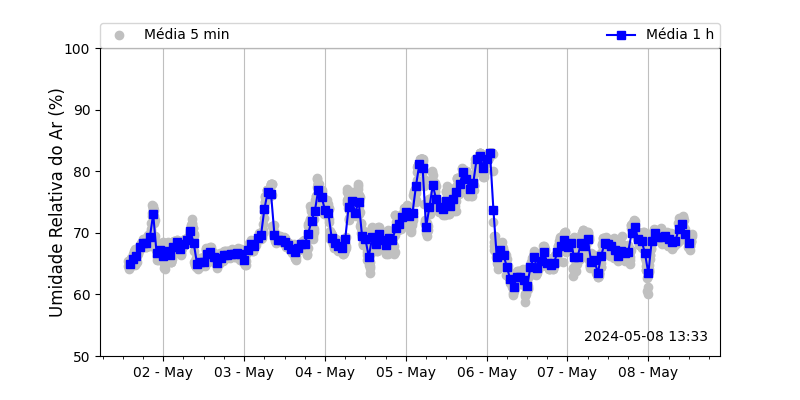 Média 5 min
Média 1 h
Umidade Relativa do Ar (%)
100
90
80
70
60
50
2024-05-08 13:33
02 - May
03 - May
04 - May
05 - May
06 - May
07 - May
08 - May